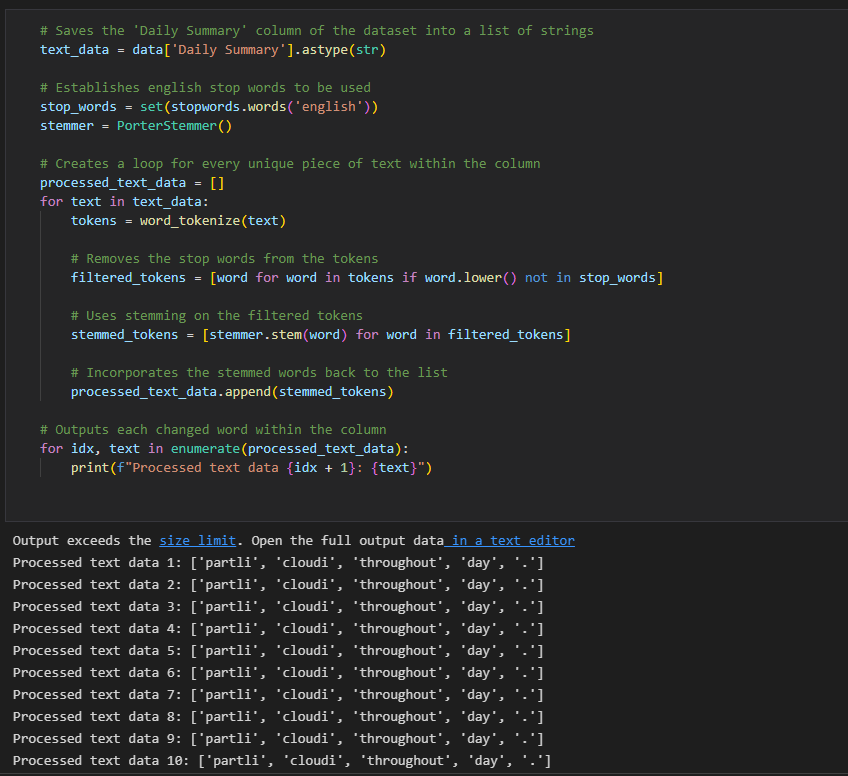 # Saves the 'Daily Summary' column of the dataset into a list of strings
text_data = data['Daily Summary'].astype(str)
# Establishes english stop words to be used
stop_words = set(stopwords.words('english'))
stemmer = PorterStemmer()
# Creates a loop for every unique piece of text within the column
processed_text_data = []
for text in text_data:
    tokens = word_tokenize(text)
    # Removes the stop words from the tokens
    filtered_tokens = [word for word in tokens if word.lower() not in stop_words]
    # Uses stemming on the filtered tokens
    stemmed_tokens = [stemmer.stem(word) for word in filtered_tokens]
    # Incorporates the stemmed words back to the list
    processed_text_data.append(stemmed_tokens)
# Outputs each changed word within the column
for idx, text in enumerate(processed_text_data):
    print(f"Processed text data {idx + 1}: {text}")
Output exceeds the size limit. Open the full output data in a text editor
Processed text data 1: ['partli', 'cloudi', 'throughout', 'day', '.']
Processed text data 2: ['partli', 'cloudi', 'throughout', 'day', '.']
Processed text data 3: ['partli', 'cloudi', 'throughout', 'day', '.']
Processed text data 4: ['partli', 'cloudi', 'throughout', 'day', '.']
Processed text data 5: ['partli', 'cloudi', 'throughout', 'day', '.']
Processed text data 6: ['partli', 'cloudi', 'throughout', 'day', '.']
Processed text data 7: ['partli', 'cloudi', 'throughout', 'day', '.']
Processed text data 8: ['partli', 'cloudi', 'throughout', 'day', '.']
Processed text data 9: ['partli', 'cloudi', 'throughout', 'day', '.']
Processed text data 10: ['partli', 'cloudi', 'throughout', 'day', '.']